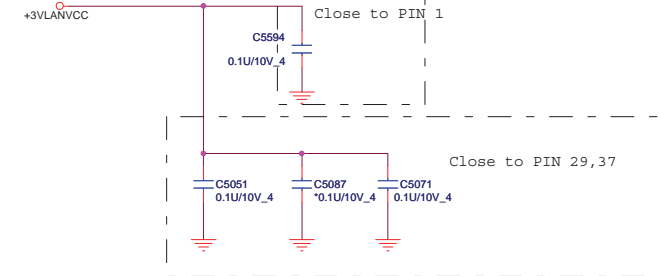 +3VLANVCC
Close to PIN 1
C5594
0.1U/10V_4
Close to PIN 29,37
C5051
0.1U/10V_4
C5087
*0.1U/10V_4
C5071
0.1U/10V_4